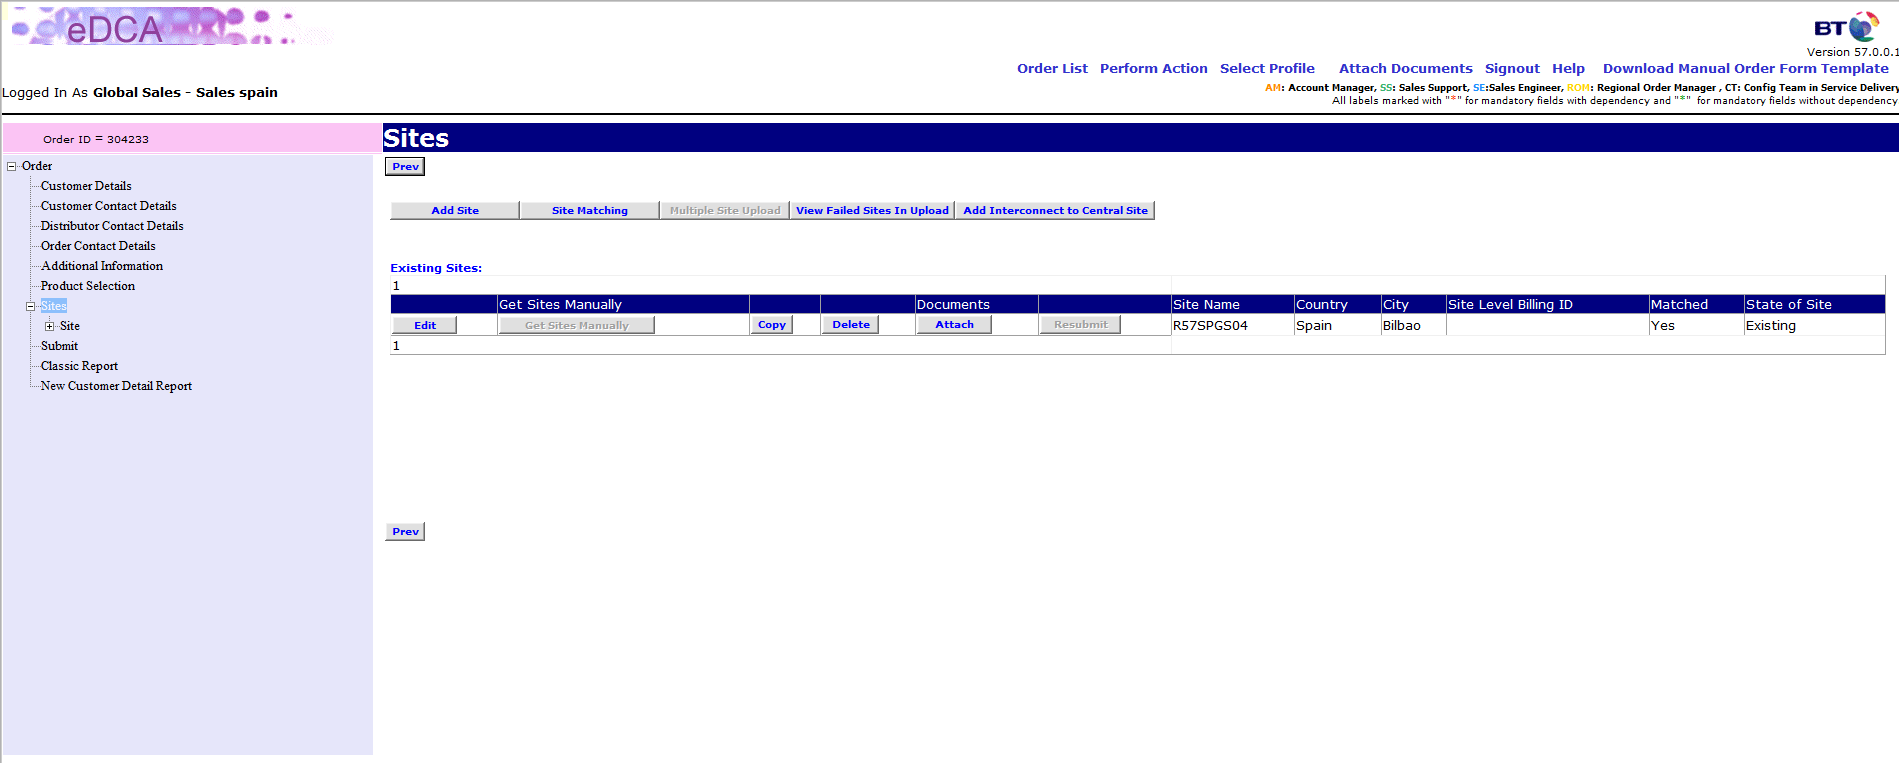 eDCA
BT
Version 57.0.0.1
Order List Perform Action Select Profile Attach Documents Signout Help Download Manual Order Form Template
Logged In As Global Sales - Sales spain
AM: Account Manager, SS: Sales Support, SE:Sales Engineer, ROM: Regional Order Manager , CT: Config Team in Service Delivery
All labels marked with "*" for mandatory fields with dependency and "*" for mandatory fields without dependency
Order ID = 304233
Sites
Order
Customer Details
Customer Contact Details
Distributor Contact Details
Order Contact Details
Additional Information
Product Selection
Sites
Site
Submit
Classic Report
New Customer Detail Report
Prev
Add Site Site Matching Multiple Site Upload View Failed Sites In Upload Add Interconnect to Central Site
Existing Sites:
1
Get Sites Manually Documents Site Name Country City Site Level Billing ID Matched State of Site
Edit Get Sites Manually Copy Delete Attach Resubmit R57SPGS04 Spain Bilbao Yes Existing
1
Prev